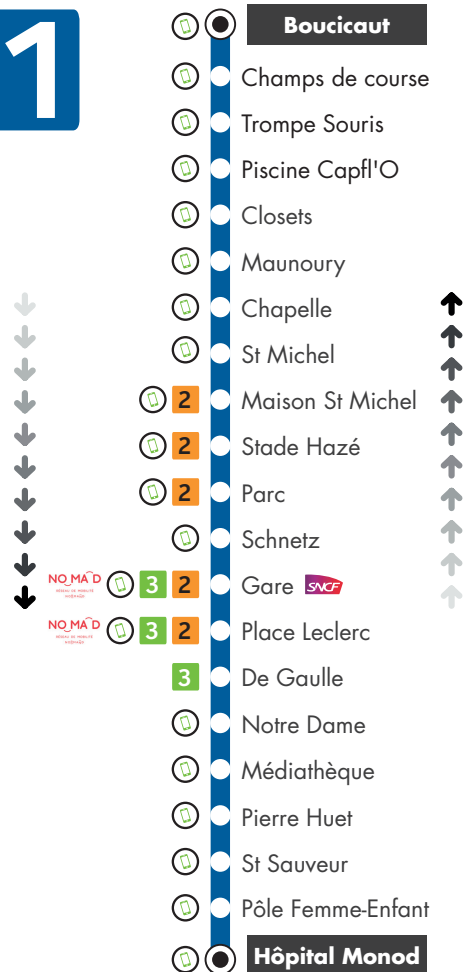 1
Boucicaut
Champs de course
Trompe Souris
Piscine Capfl'O
Closets
Maunoury
Chapelle
St Michel
2 Maison St Michel
2 Stade Hazé
2 Parc
Schnetz
NOMAD 3 2 Gare SNCF
NOMAD 3 2 Place Leclerc
3 De Gaulle
Notre Dame
Médiathèque
Pierre Huet
St Sauveur
Pôle Femme-Enfant
Hôpital Monod